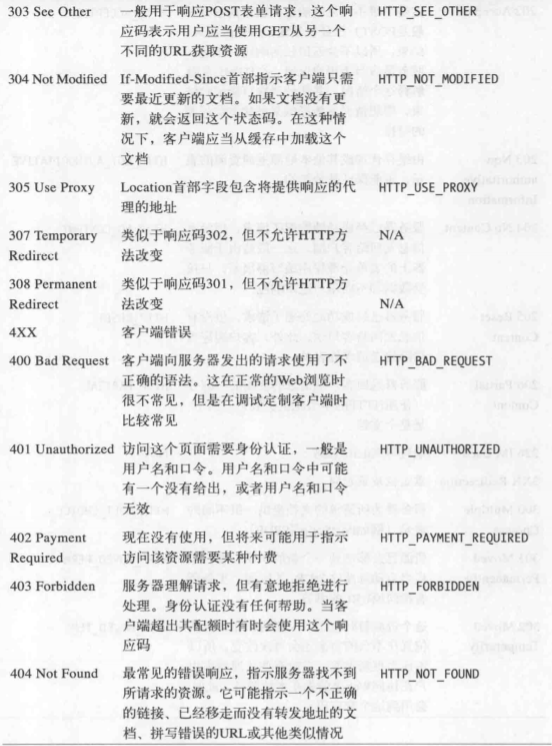 303 See Other 一般用于响应POST表单请求，这个响 HTTP_SEE_OTHER
应码表示用户应当使用GET从另一个
不同的URL获取资源
304 Not Modified If-Modified-Since首部指示客户端只需 HTTP_NOT_MODIFIED
要最近更新的文档。如果文档没有更
新，就会返回这个状态码。在这种情
况下，客户端应当从缓存中加载这个
文档
305 Use Proxy Location首部字段包含将提供响应的代 HTTP_USE_PROXY
理的地址
307 Temporary 类似于响应码302，但不允许HTTP方 N/A
Redirect 法改变
308 Permanent 类似于响应码301，但不允许HTTP方
Redirect 法改变 N/A
4XX 客户端错误
400 Bad Request 客户端向服务器发出的请求使用了不 HTTP_BAD_REQUEST
正确的语法。这在正常的Web浏览时
很不常见，但是在调试定制客户端时
比较常见
401 Unauthorized 访问这个页面需要身份认证，一般是 HTTP_UNAUTHORIZED
用户名和口令。用户名和口令中可能
有一个没有给出，或者用户名和口令
无效
402 Payment 现在没有使用，但将来可能用于指示 HTTP_PAYMENT_REQUIRED
Required 访问该资源需要某种付费
403 Forbidden 服务器理解请求，但有意地拒绝进行 HTTP_FORBIDDEN
处理。身份认证没有任何帮助。当客
户端超出其配额时有时会使用这个响
应码
404 Not Found 最常见的错误响应，指示服务器找不到 HTTP_NOT_FOUND
所请求的资源。它可能指示一个不正确
的链接、已经移走而没有转发地址的文
档、拼写错误的URL或其他类似情况